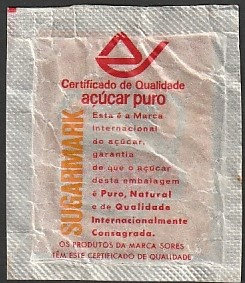 Certificado de Qualidade
açúcar puro
SUGARMARK
Esta é a Marca
Internacional
do açúcar,
garantia
de que o açúcar
desta embalagem
é Puro, Natural
e de Qualidade
Internacionalmente
Consagrada.
OS PRODUTOS DA MARCA SORES
TÊM ESTE CERTIFICADO DE QUALIDADE